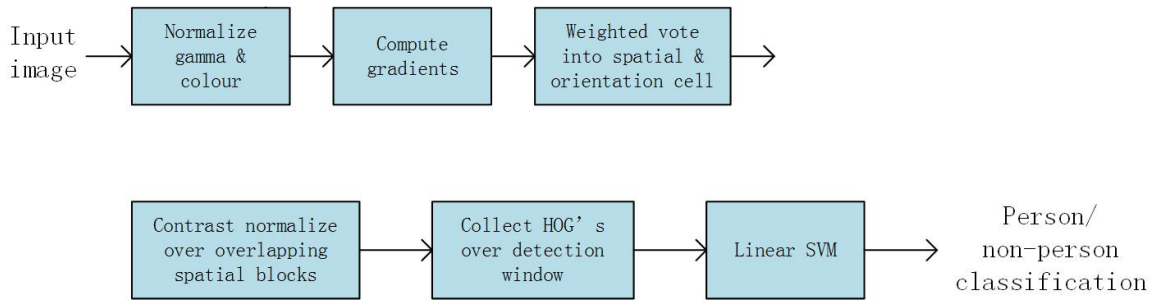 Input
image
Normalize
gamma &
colour
Compute
gradients
Weighted vote
into spatial &
orientation cell
Contrast normalize
over overlapping
spatial blocks
Collect HOG's
over detection
window
Linear SVM
Person/
non-person
classification